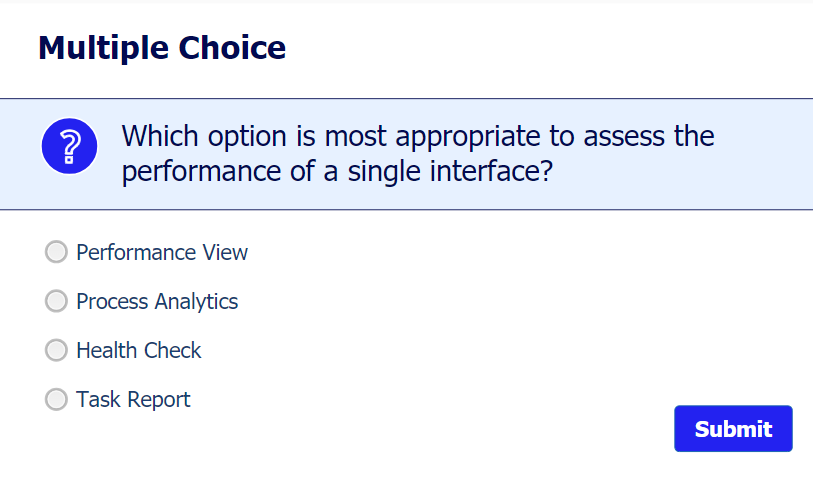 Multiple Choice
?
Which option is most appropriate to assess the
performance of a single interface?
Performance View
Process Analytics
Health Check
Task Report
Submit